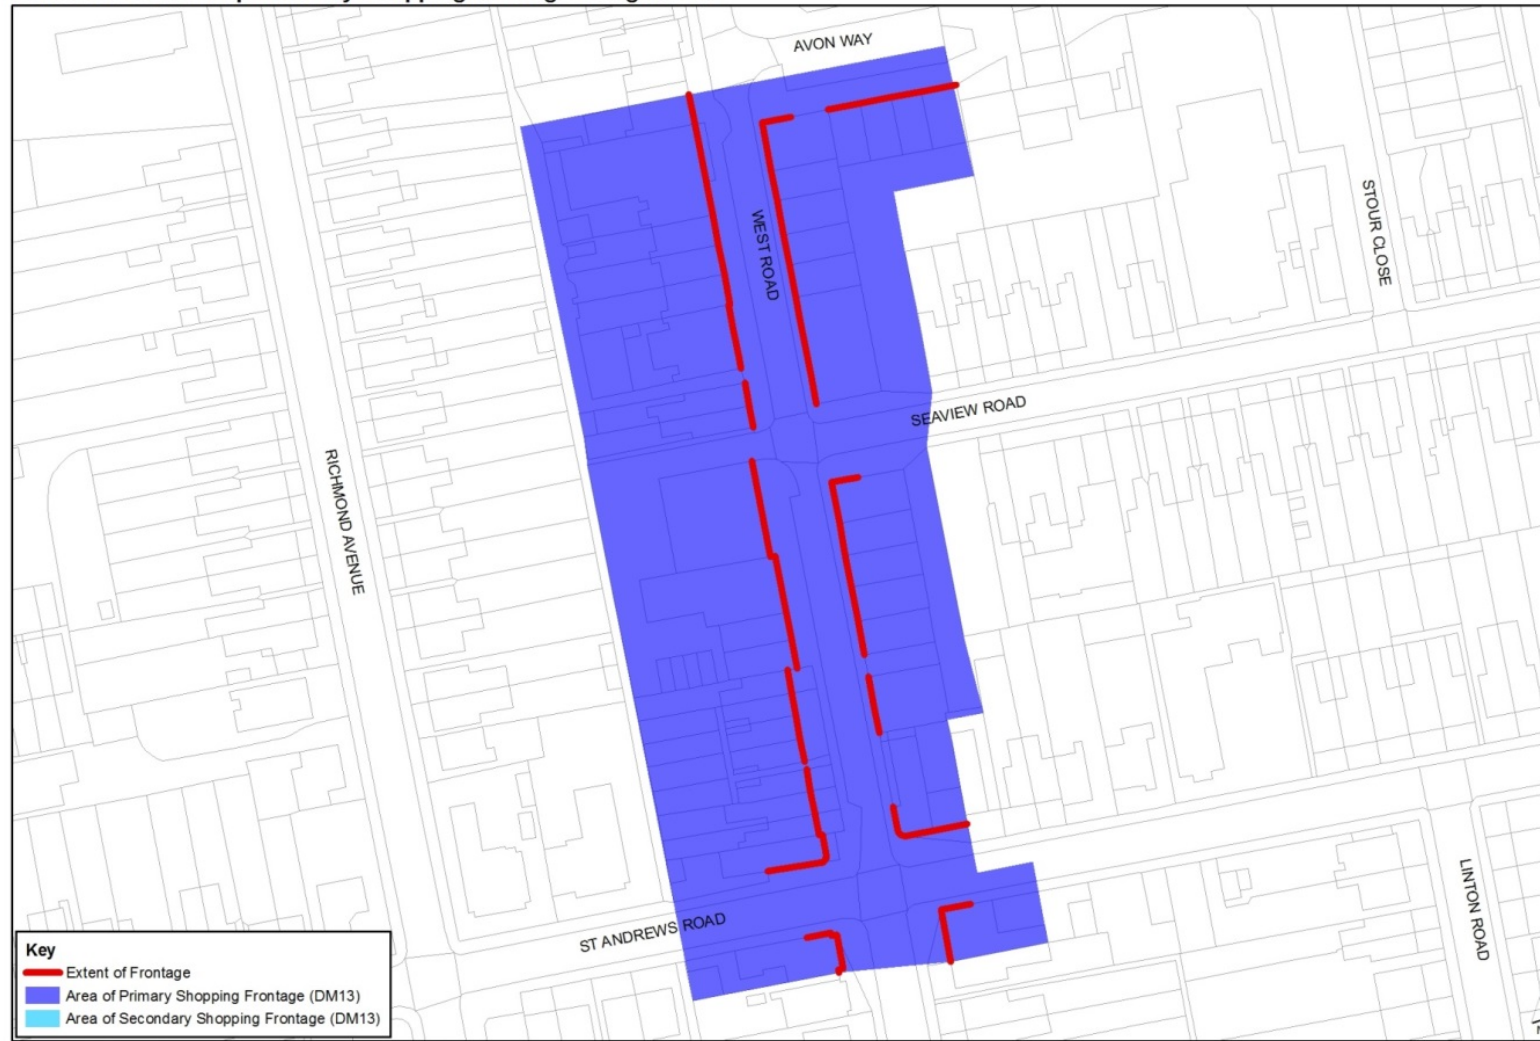 AVON WAY
WEST ROAD
STOUR CLOSE
SEAVIEW ROAD
RICHMOND AVENUE
ST ANDREWS ROAD
LINTON ROAD
Key
Extent of Frontage
Area of Primary Shopping Frontage (DM13)
Area of Secondary Shopping Frontage (DM13)